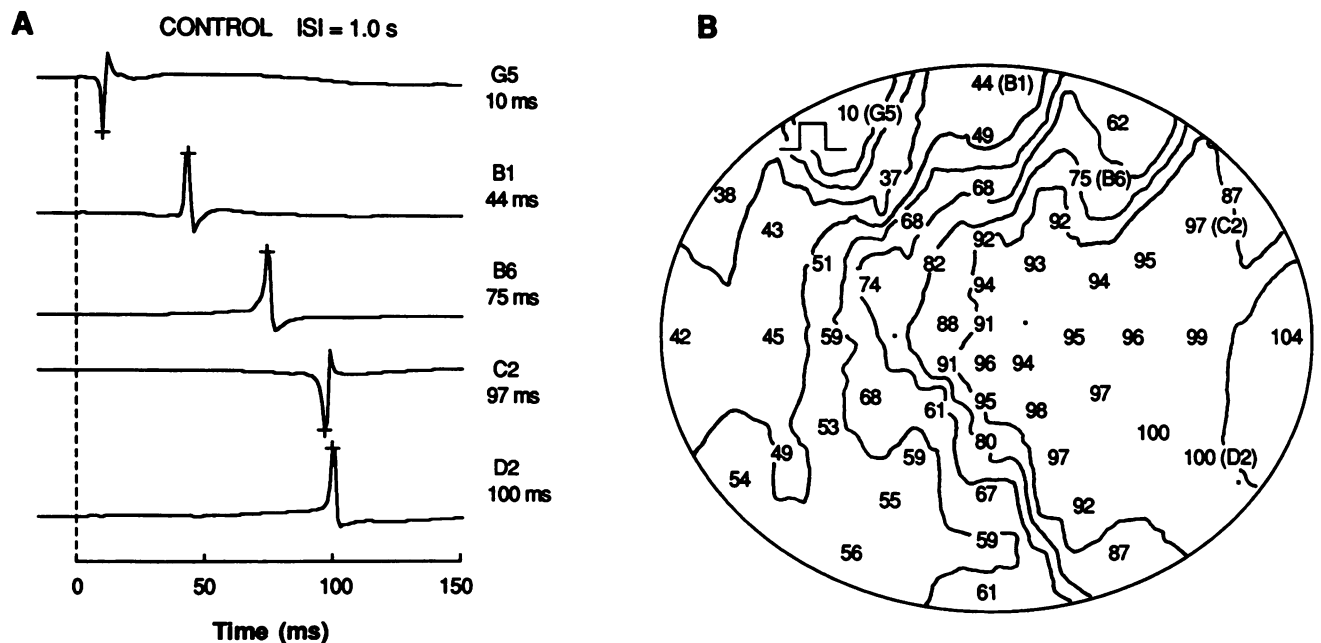 A
CONTROL ISI = 1.0 s
G5
10 ms
B1
44 ms
B6
75 ms
C2
97 ms
D2
100 ms
0 50 100 150
Time (ms)
B
44 (B1)
10 (G5)
62
49
37 68 75 (B6)
38 87
43 68 92 92 97 (C2)
51 82 93 95
74 94 94
42 45 59 88 91 95 96 99 104
91 96 94
68 61 95 98 97
53 80 100
49 59 97 100 (D2)
54
55 67 92
56 59 87
61